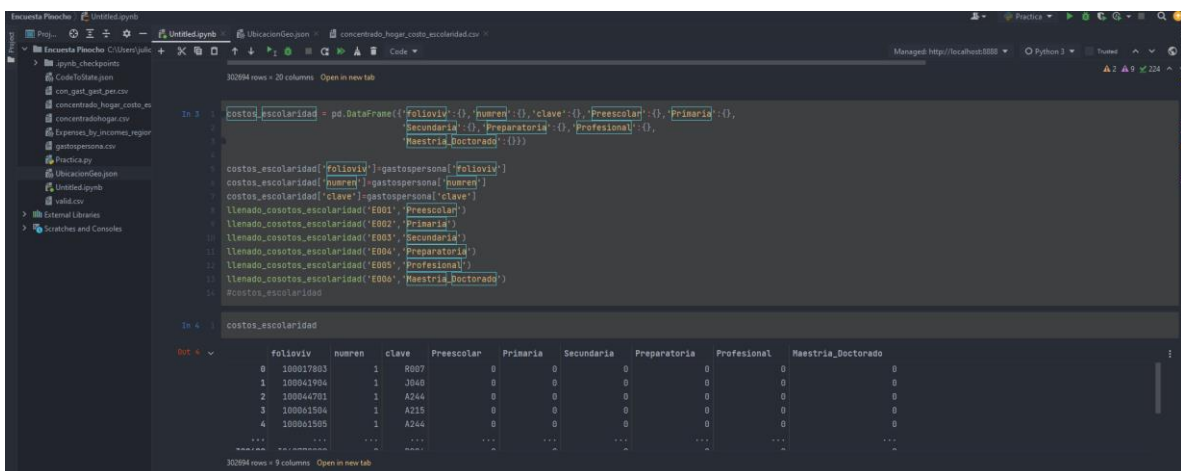 Encuesta Pinocho
Untitled.ipynb
Practica
Project
Proj...
Untitled.ipynb
UbicacionGeo.json
concentrado_hogar_costo_escolaridad.csv
Encuesta Pinocho
.ipynb_checkpoints
CodeToState.json
con_gast_gast_per.csv
concentrado_hogar_costo_es
concentradohogar.csv
Expenses_by_incomes_region
gastospersona.csv
Practica.py
UbicacionGeo.json
Untitled.ipynb
valid.csv
External Libraries
Scratches and Consoles
Code
Managed: http://localhost:8888
Python 3
Trusted
2 9 224
302694 rows × 20 columns Open in new tab
In 3
1 costos_escolaridad = pd.DataFrame({'folioviv':{},'numren':{},'clave':{},'Preescolar':{},'Primaria':{},
'Secundaria':{},'Preparatoria':{},'Profesional':{},
'Maestria_Doctorado':{}})
costos_escolaridad['folioviv']=gastospersona['folioviv']
costos_escolaridad['numren']=gastospersona['numren']
costos_escolaridad['clave']=gastospersona['clave']
llenado_cosotos_escolaridad('E001','Preescolar')
llenado_cosotos_escolaridad('E002','Primaria')
llenado_cosotos_escolaridad('E003','Secundaria')
llenado_cosotos_escolaridad('E004','Preparatoria')
llenado_cosotos_escolaridad('E005','Profesional')
llenado_cosotos_escolaridad('E006','Maestria_Doctorado')
14 #costos_escolaridad
In 4 1 costos_escolaridad
Out 4
folioviv numren clave Preescolar Primaria Secundaria Preparatoria Profesional Maestria_Doctorado
0 100017803 1 R007 0 0 0 0 0 0
1 100041904 1 J040 0 0 0 0 0 0
2 100044701 1 A244 0 0 0 0 0 0
3 100061504 1 A215 0 0 0 0 0 0
4 100061505 1 A244 0 0 0 0 0 0
... ... ... ... ... ... ... ... ... ...
302694 rows × 9 columns Open in new tab